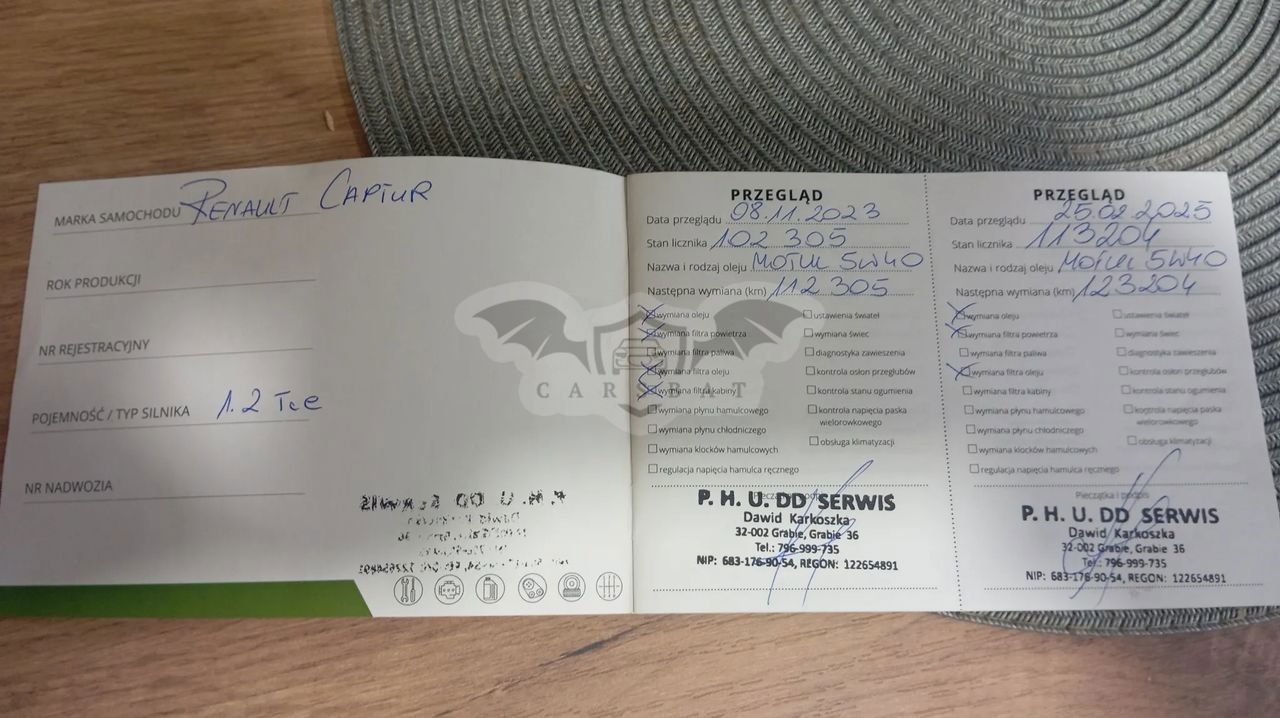 MARKA SAMOCHODU RENAULT CAPTUR
ROK PRODUKCJI
NR REJESTRACYJNY
POJEMNOŚĆ / TYP SILNIKA 1.2 Tce
NR NADWOZIA
PRZEGLĄD
Data przeglądu 08.11.2023
Stan licznika 102 305
Nazwa i rodzaj oleju MOTUL 5W40
Następna wymiana (km) 112 305
wymiana oleju
wymiana filtra powietrza
wymiana filtra paliwa
wymiana filtra oleju
wymiana filtra kabiny
wymiana płynu hamulcowego
wymiana płynu chłodniczego
wymiana klocków hamulcowych
regulacja napięcia hamulca ręcznego
ustawienia świateł
wymiana świec
diagnostyka zawieszenia
kontrola osłon przegubów
kontrola stanu ogumienia
kontrola napięcia paska
wielorowkowego
obsługa klimatyzacji
P. H. U. DD SERWIS
Dawid Karkoszka
32-002 Grabie, Grabie 36
Tel.: 796-999-735
NIP: 683-176-90-54, REGON: 122654891
PRZEGLĄD
Data przeglądu 25.02.2025
Stan licznika 113204
Nazwa i rodzaj oleju MOTUL 5W40
Następna wymiana (km) 123204
wymiana oleju
wymiana filtra powietrza
wymiana filtra paliwa
wymiana filtra oleju
wymiana filtra kabiny
wymiana płynu hamulcowego
wymiana płynu chłodniczego
wymiana klocków hamulcowych
regulacja napięcia hamulca ręcznego
ustawienia świateł
wymiana świec
diagnostyka zawieszenia
kontrola osłon przegubów
kontrola stanu ogumienia
kontrola napięcia paska
wielorowkowego
obsługa klimatyzacji
Pieczątka i podpis
P. H. U. DD SERWIS
Dawid Karkoszka
32-002 Grabie, Grabie 36
Tel.: 796-999-735
NIP: 683-176-90-54, REGON: 122654891
CARSBAT